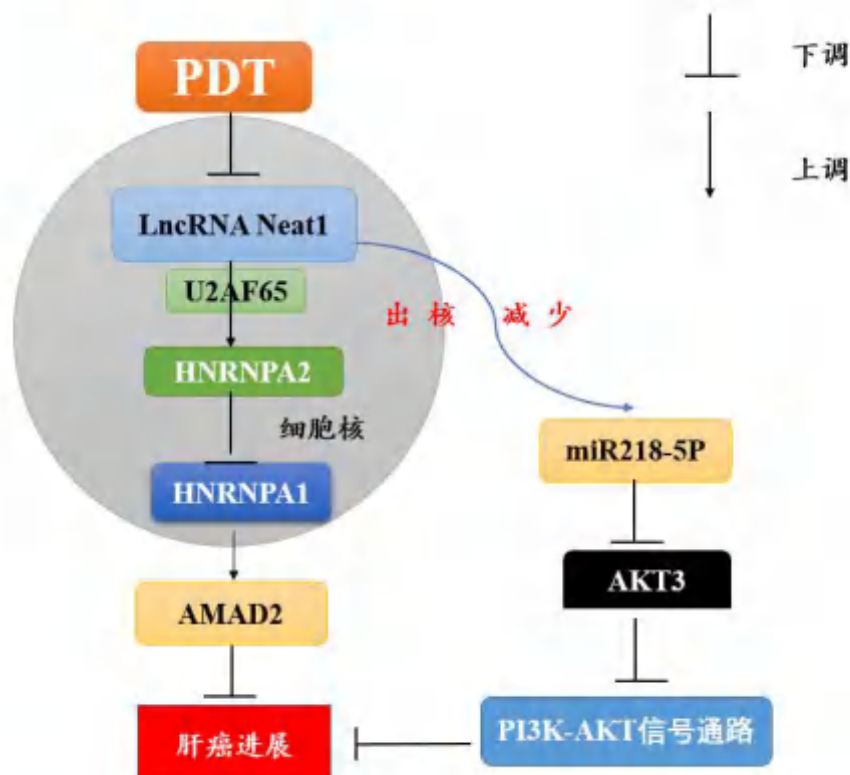 PDT
下调
上调
LncRNA Neat1
U2AF65
出核 减少
HNRNPA2
细胞核
miR218-5P
HNRNPA1
AKT3
AMAD2
PI3K-AKT信号通路
肝癌进展